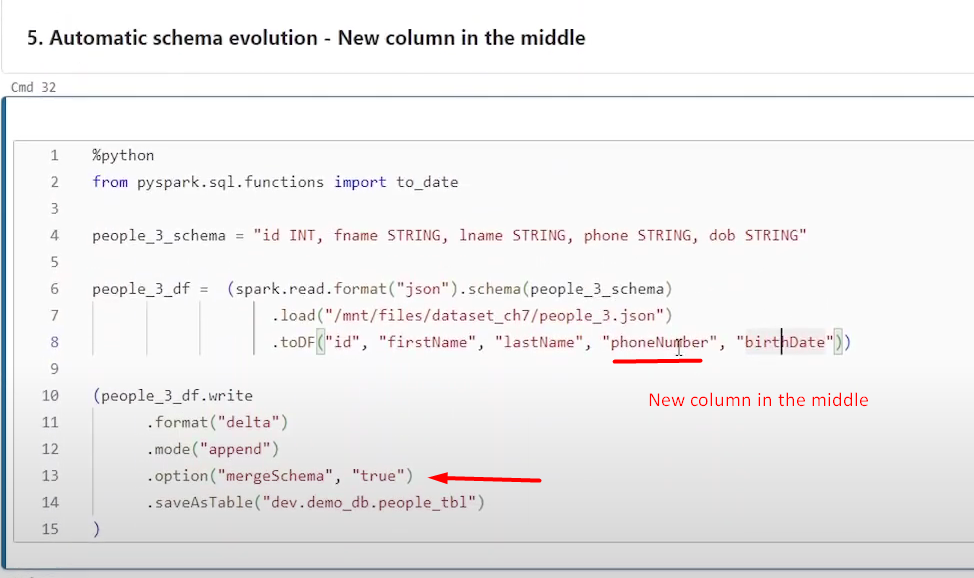 5. Automatic schema evolution - New column in the middle
Cmd 32
1 %python
2 from pyspark.sql.functions import to_date
3
4 people_3_schema = "id INT, fname STRING, lname STRING, phone STRING, dob STRING"
5
6 people_3_df = (spark.read.format("json").schema(people_3_schema)
7 .load("/mnt/files/dataset_ch7/people_3.json")
8 .toDF("id", "firstName", "lastName", "phoneNumber", "birthDate"))
9
New column in the middle
10 (people_3_df.write
11 .format("delta")
12 .mode("append")
13 .option("mergeSchema", "true")
14 .saveAsTable("dev.demo_db.people_tbl")
15 )